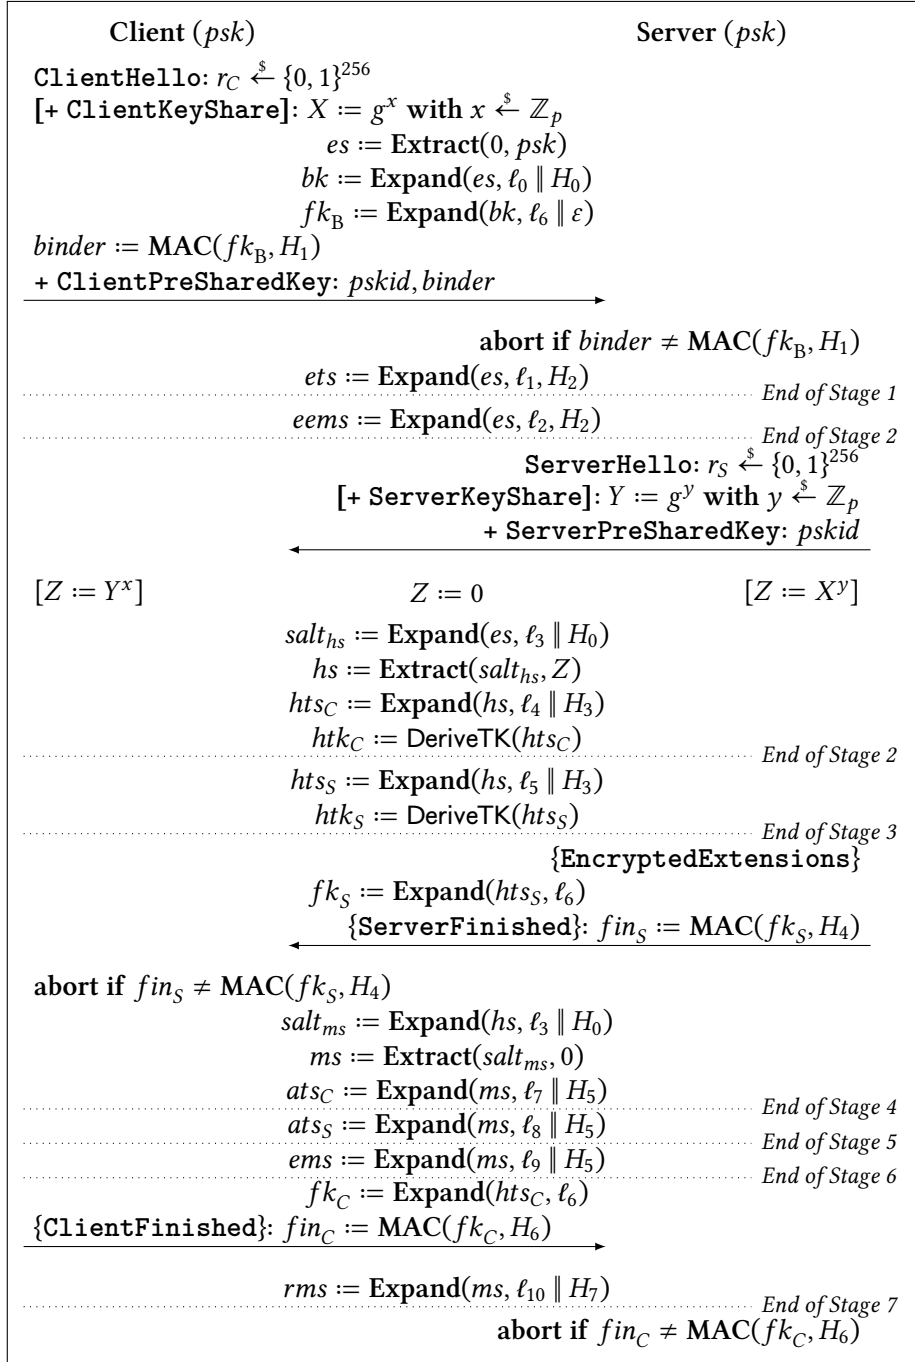 Client (psk) Server (psk)
ClientHello: r_C ←$ {0, 1}^256
[+ ClientKeyShare]: X := g^x with x ←$ ℤ_p
es := Extract(0, psk)
bk := Expand(es, ℓ_0 ∥ H_0)
fk_B := Expand(bk, ℓ_6 ∥ ε)
binder := MAC(fk_B, H_1)
+ ClientPreSharedKey: pskid, binder
abort if binder ≠ MAC(fk_B, H_1)
ets := Expand(es, ℓ_1, H_2)
End of Stage 1
eems := Expand(es, ℓ_2, H_2)
End of Stage 2
ServerHello: r_S ←$ {0, 1}^256
[+ ServerKeyShare]: Y := g^y with y ←$ ℤ_p
+ ServerPreSharedKey: pskid
[Z := Y^x] Z := 0 [Z := X^y]
salt_hs := Expand(es, ℓ_3 ∥ H_0)
hs := Extract(salt_hs, Z)
hts_C := Expand(hs, ℓ_4 ∥ H_3)
htk_C := DeriveTK(hts_C)
End of Stage 2
hts_S := Expand(hs, ℓ_5 ∥ H_3)
htk_S := DeriveTK(hts_S)
End of Stage 3
{EncryptedExtensions}
fk_S := Expand(hts_S, ℓ_6)
{ServerFinished}: fin_S := MAC(fk_S, H_4)
abort if fin_S ≠ MAC(fk_S, H_4)
salt_ms := Expand(hs, ℓ_3 ∥ H_0)
ms := Extract(salt_ms, 0)
ats_C := Expand(ms, ℓ_7 ∥ H_5)
End of Stage 4
ats_S := Expand(ms, ℓ_8 ∥ H_5)
End of Stage 5
ems := Expand(ms, ℓ_9 ∥ H_5)
End of Stage 6
fk_C := Expand(hts_C, ℓ_6)
{ClientFinished}: fin_C := MAC(fk_C, H_6)
rms := Expand(ms, ℓ_10 ∥ H_7)
End of Stage 7
abort if fin_C ≠ MAC(fk_C, H_6)